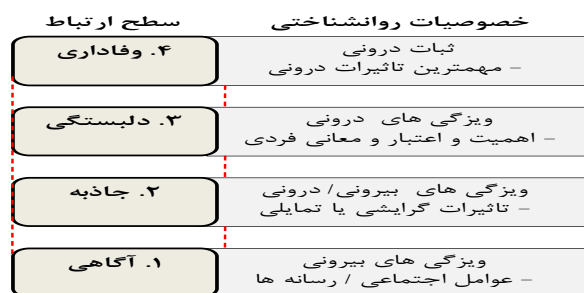 خصوصیات روانشناختی
سطح ارتباط
ثبات درونی
– مهمترین تاثیرات درونی
۴. وفاداری
ویژگی های درونی
– اهمیت و اعتبار و معانی فردی
۳. دلبستگی
ویژگی های بیرونی/ درونی
– تاثیرات گرایشی یا تمایلی
۲. جاذبه
ویژگی های بیرونی
– عوامل اجتماعی / رسانه ها
۱. آگاهی